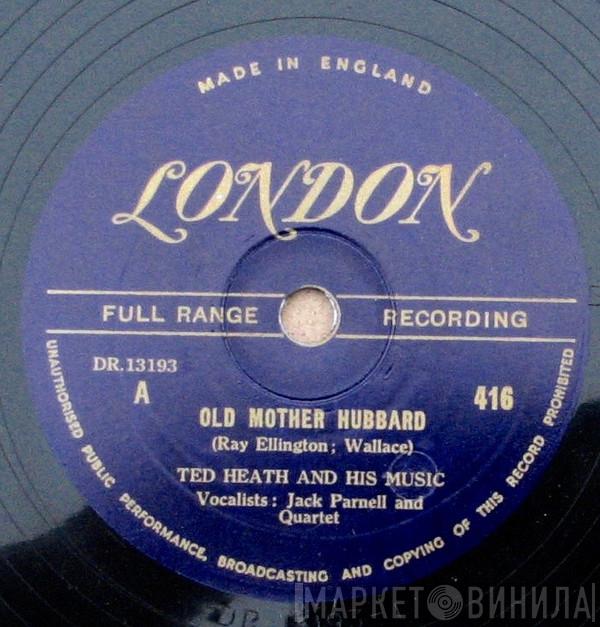 MADE IN ENGLAND
LONDON
FULL RANGE RECORDING
DR.13193
A
416
OLD MOTHER HUBBARD
(Ray Ellington; Wallace)
TED HEATH AND HIS MUSIC
Vocalists: Jack Parnell and
Quartet
UNAUTHORISED PUBLIC PERFORMANCE, BROADCASTING AND COPYING OF THIS RECORD PROHIBITED
МАРКЕТ ВИНИЛА